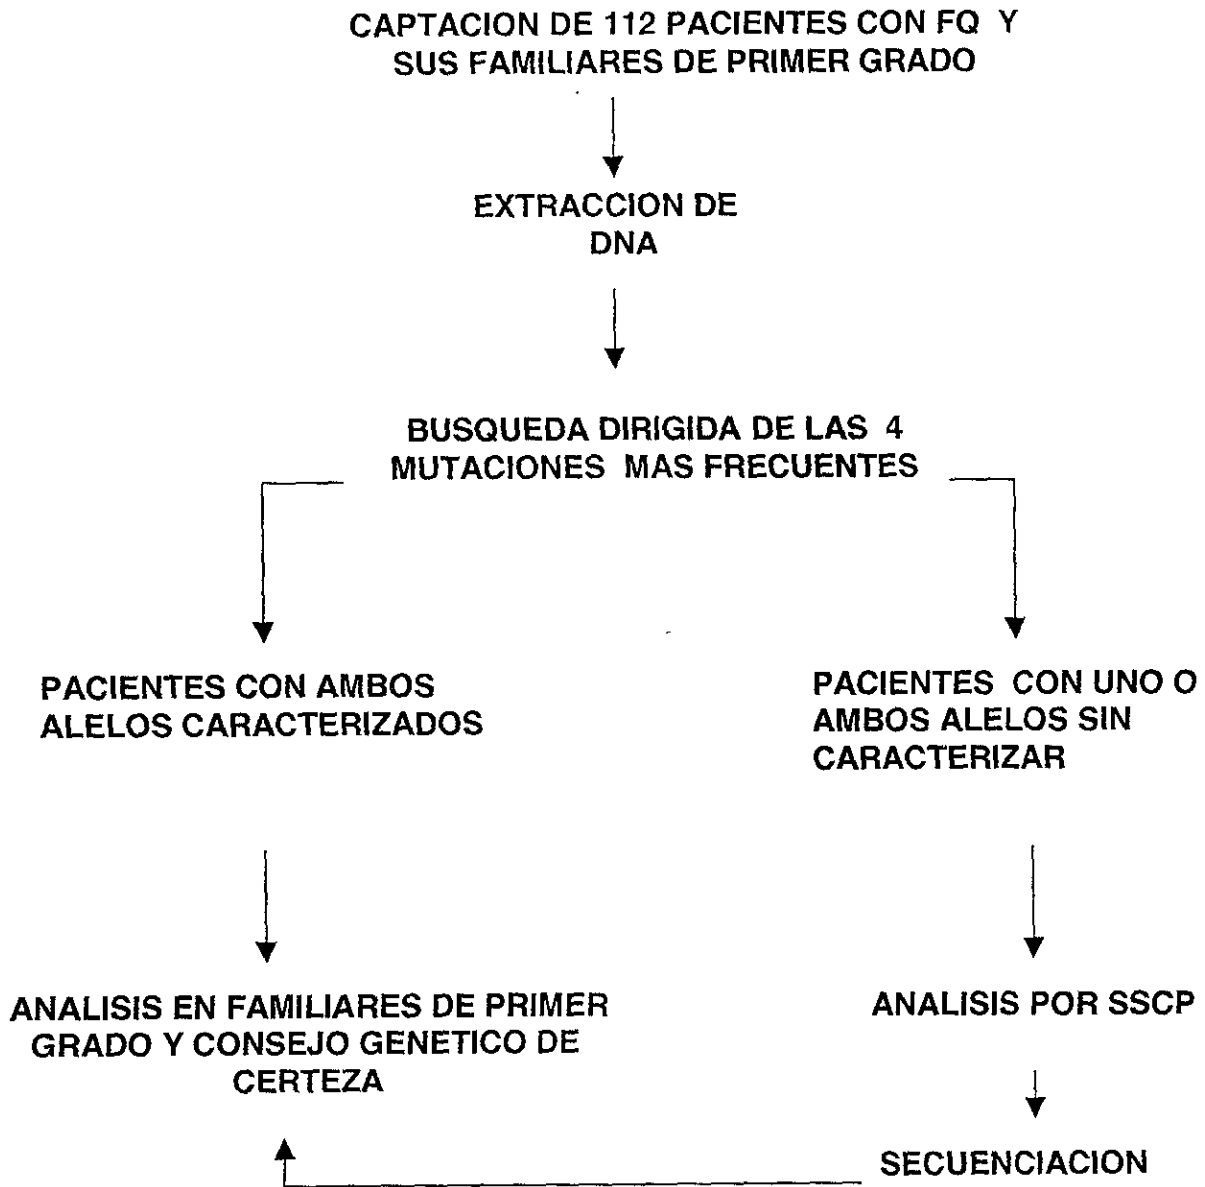 CAPTACION DE 112 PACIENTES CON FQ Y
SUS FAMILIARES DE PRIMER GRADO
EXTRACCION DE
DNA
BUSQUEDA DIRIGIDA DE LAS 4
MUTACIONES MAS FRECUENTES
PACIENTES CON AMBOS
ALELOS CARACTERIZADOS
PACIENTES CON UNO O
AMBOS ALELOS SIN
CARACTERIZAR
ANALISIS EN FAMILIARES DE PRIMER
GRADO Y CONSEJO GENETICO DE
CERTEZA
ANALISIS POR SSCP
SECUENCIACION